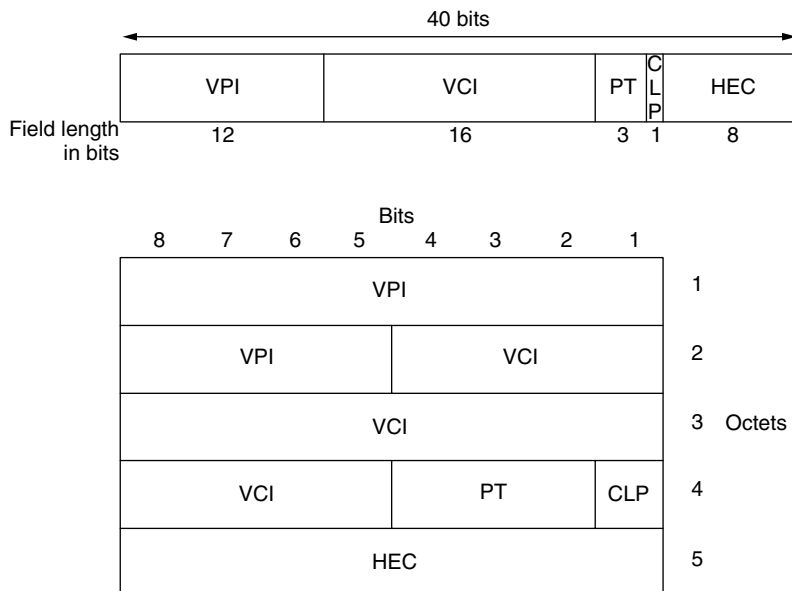 40 bits
VPI VCI PT CLP HEC
Field length in bits 12 16 3 1 8
Bits
8 7 6 5 4 3 2 1
VPI 1
VPI VCI 2
VCI 3 Octets
VCI PT CLP 4
HEC 5